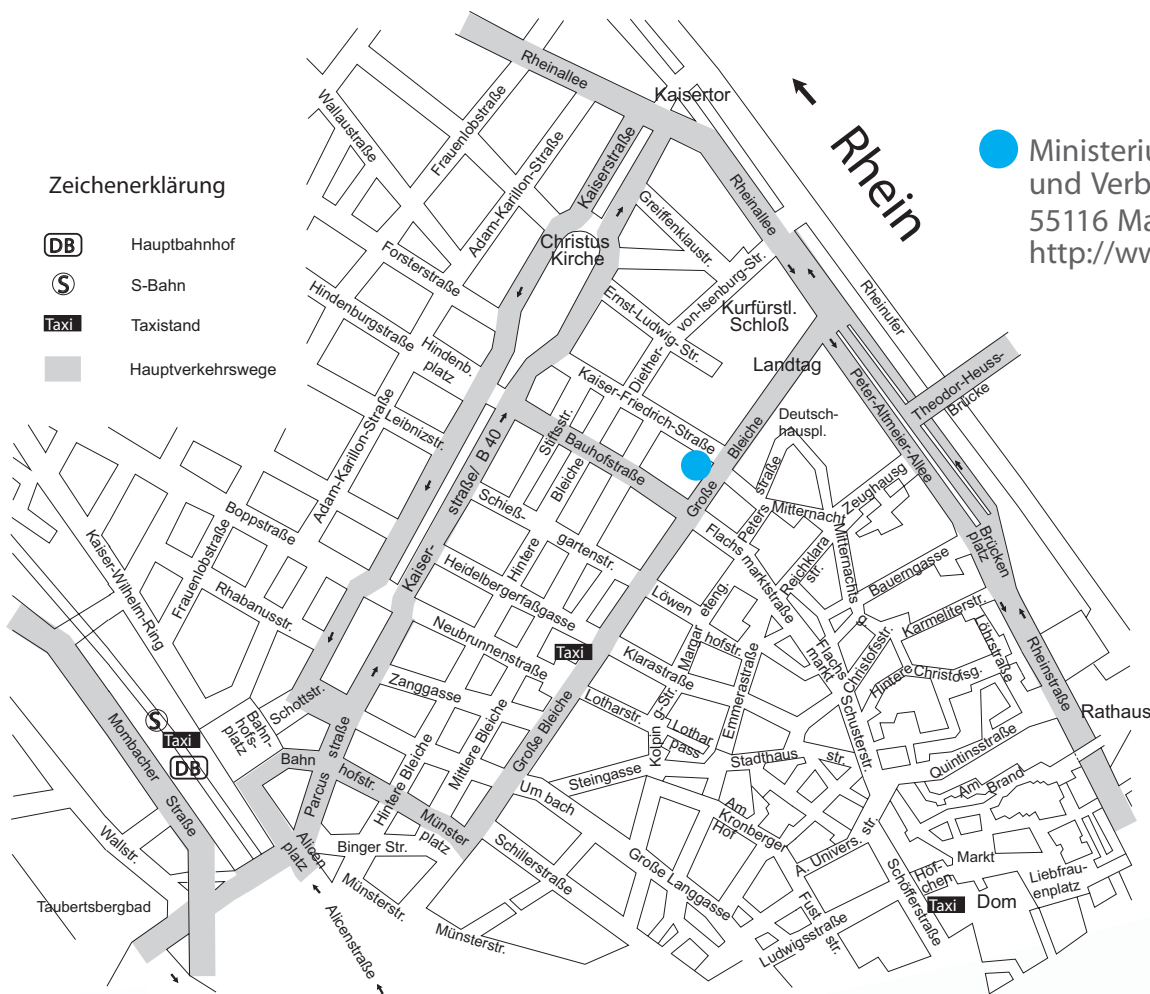 Rheinallee
Kaisertor
Wallaustraße
Frauenlobstraße
Adam-Karillon-Straße
Kaiserstraße
Rhein
Ministeriu
und Verb
55116 Ma
http://ww
Zeichenerklärung
DB Hauptbahnhof
S S-Bahn
Taxi Taxistand
Hauptverkehrswege
Rheinallee
Greiffenklaustr.
Christus
Kirche
Forsterstraße
Hindenburgstraße
Hindenb.
platz
Ernst-Ludwig-Str.
Diether-
von-Isenburg-Str.
Kurfürstl.
Schloß
Rheinufer
Landtag
Theodor-Heuss-
Brücke
Peter-Altmeier-Allee
Kaiser-Friedrich-Straße
Deutsch-
hauspl.
Leibnizstr.
Adam-Karillon-Straße
Kaiser-
straße/ B 40
Stiftsstr.
Bauhofstraße
Große
Bleiche
Schieß-
gartenstr.
Hintere
Bleiche
Peters
straße
Mitternacht
Mitternachts
Zeughausg
Boppstraße
Kaiser-Wilhelm-Ring
Frauenlobstraße
Rhabanusstr.
Heidelbergerfaßgasse
Flachs marktstraße
Reichklara
str.
Bauerngasse
Brücken
platz
Löwen
hofstr.
Margar
eteng.
Karmeliterstr.
Löhrstraße
Rheinstraße
Neubrunnenstraße
Taxi
Klarastraße
Flachs
markt
g.
Christofsstr.
Hintere
Christofsg.
Emmeranstraße
Zanggasse
Schottstr.
Bahn-
hofs-
platz
S
Taxi
DB
Mombacher
Straße
Bahn
hofstr.
Parcus
straße
Hintere Bleiche
Mittlere Bleiche
Große Bleiche
Lotharstr.
Kolpin g-Str.
Lothar
pass
Schusterstr.
Rathaus
Quintinsstraße
Stadthaus
str.
Steingasse
Am
Brand
Um bach
Münster
platz
Am
Kronberger
Hof
Wallstr.
Alicen
platz
Binger Str.
Schillerstraße
A. Univers.
str.
Große Langgasse
Markt
Höf-
chen
Liebfrau-
enplatz
Taxi
Dom
Taubertsbergbad
Alicenstraße
Münsterstr.
Münsterstr.
Fust
str.
Ludwigsstraße
Schöfferstraße